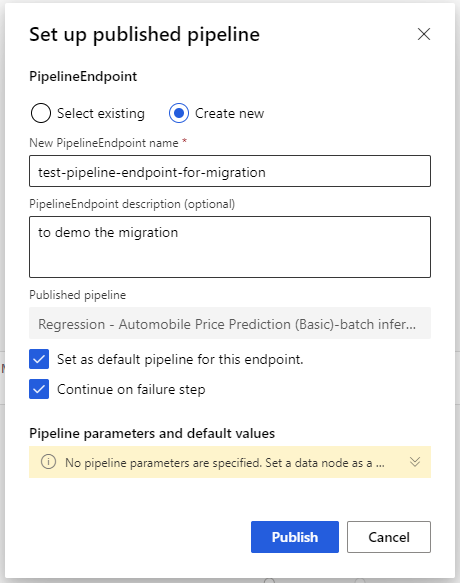 Set up published pipeline
PipelineEndpoint
Select existing
Create new
New PipelineEndpoint name *
test-pipeline-endpoint-for-migration
PipelineEndpoint description (optional)
to demo the migration
Published pipeline
Regression - Automobile Price Prediction (Basic)-batch infer...
Set as default pipeline for this endpoint.
Continue on failure step
Pipeline parameters and default values
No pipeline parameters are specified. Set a data node as a ...
Publish
Cancel